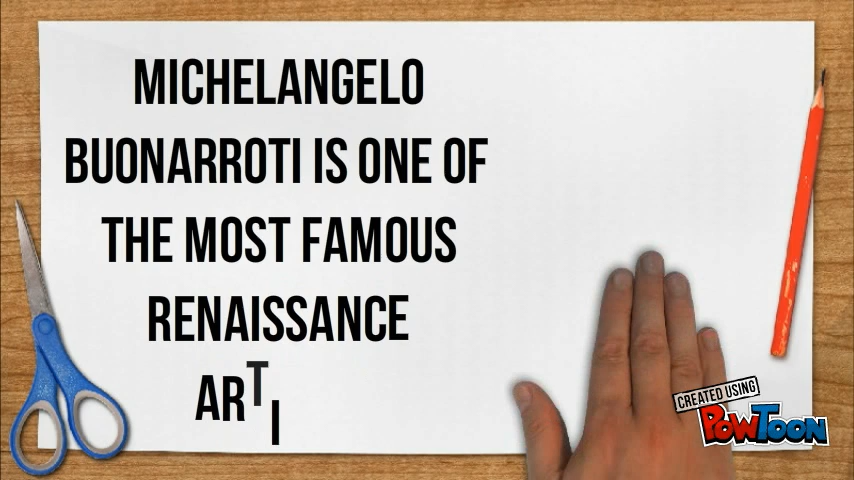 MICHELANGELO
BUONARROTI IS ONE OF
THE MOST FAMOUS
RENAISSANCE
ARTI
CREATED USING
POWTOON